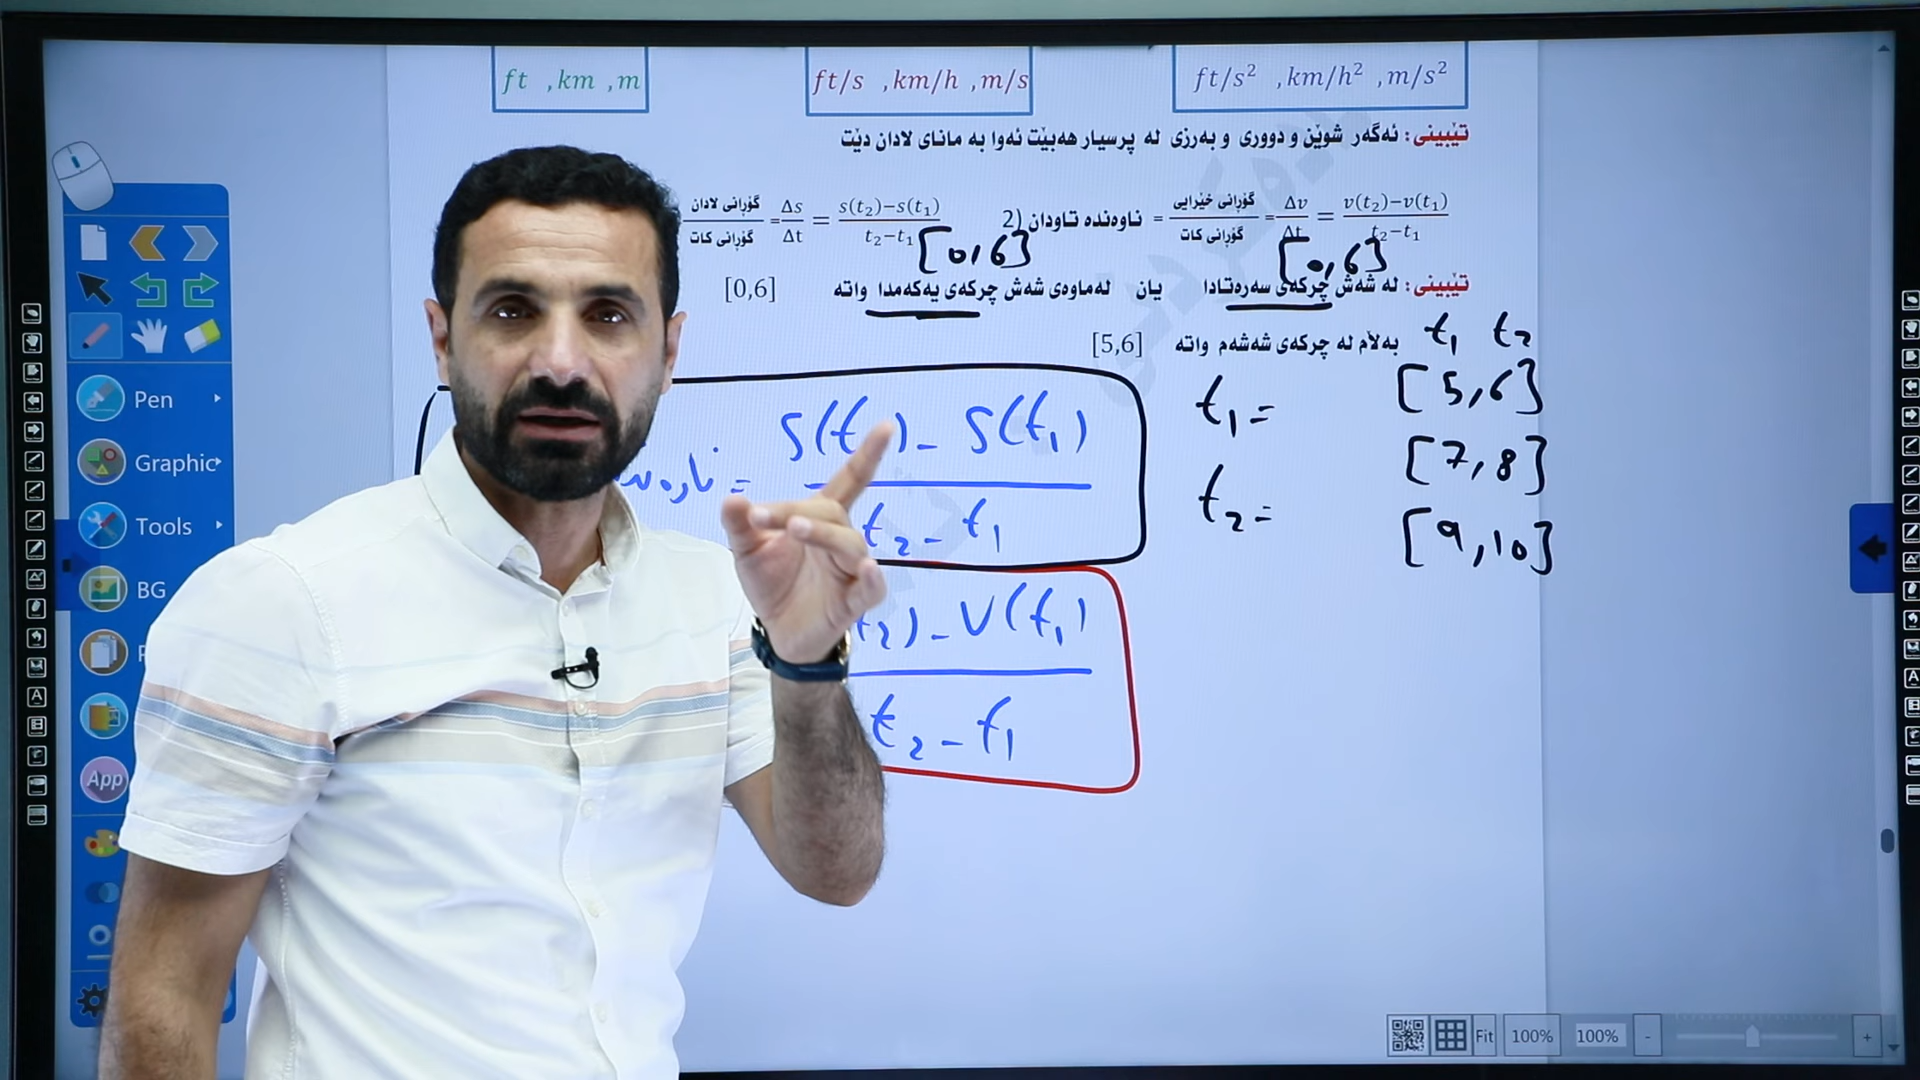 ft ,km ,m
ft/s ,km/h ,m/s
ft/s² ,km/h² ,m/s²
تێبینی: ئەگەر شوێن و دووری و بەرزی لە پرسیار هەبێت ئەوا بە مانای لادان دێت
گۆڕانی لادان / گۆڕانی کات = Δs/Δt = s(t₂)−s(t₁) / t₂−t₁
2) ناوەندە تاودان = گۆڕانی خێرایی / گۆڕانی کات = Δv/Δt = v(t₂)−v(t₁) / t₂−t₁
[0,6] [0,6]
تێبینی: لە شەش چرکەی سەرەتادا یان لەماوەی شەش چرکەی یەکەمدا واتە [0,6]
بەڵام لە چرکەی شەشەم واتە [5,6]
t₁ t₂
[5,6]
[7,8]
[9,10]
t₁=
t₂=
= S(t )- S(t₁)
t₂ - t₁
t₂) - V(t₁)
t₂ - t₁
Pen
Graphic
Tools
BG
App
Fit 100% 100% - +